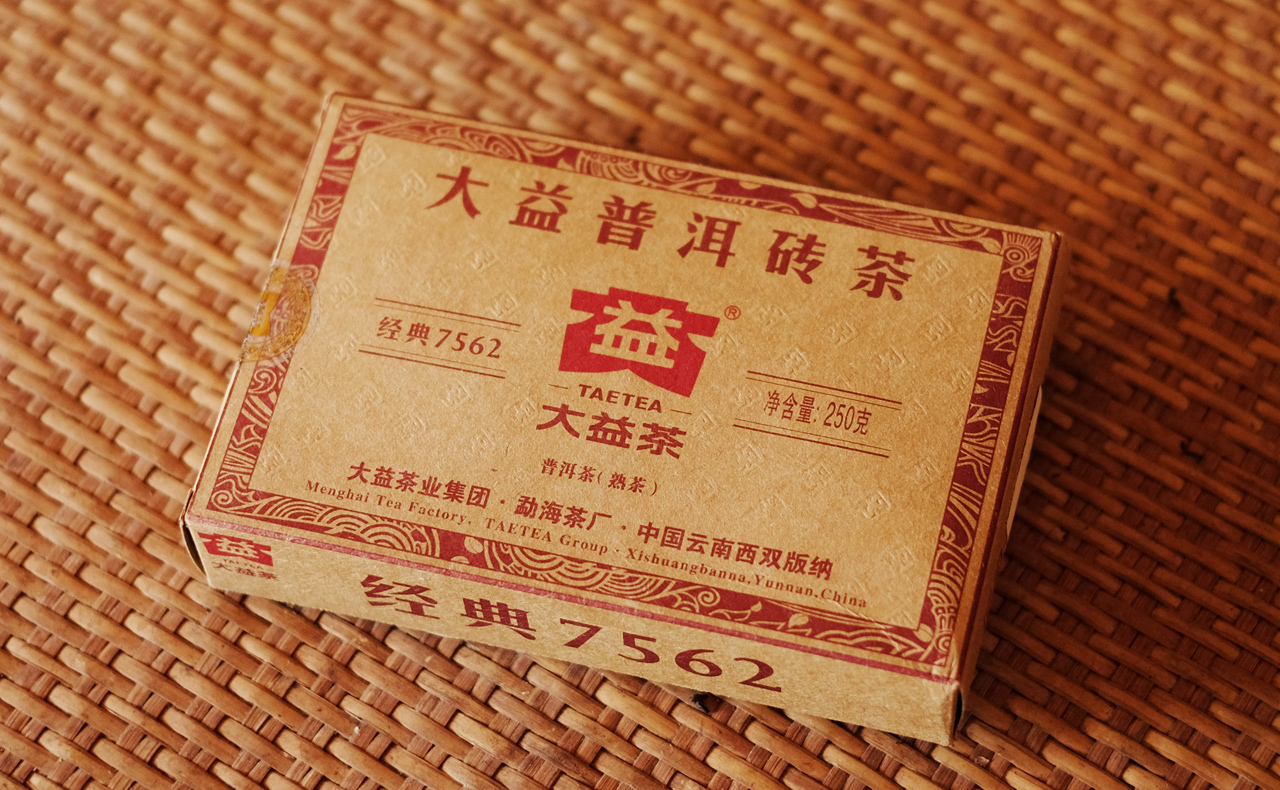 大益普洱砖茶
经典7562
益®
TAETEA
大益茶
净含量: 250克
普洱茶(熟茶)
大益茶业集团 · 勐海茶厂 · 中国云南西双版纳
Menghai Tea Factory, TAETEA Group · Xishuangbanna,Yunnan,China
益
TAETEA
大益茶
经典7562